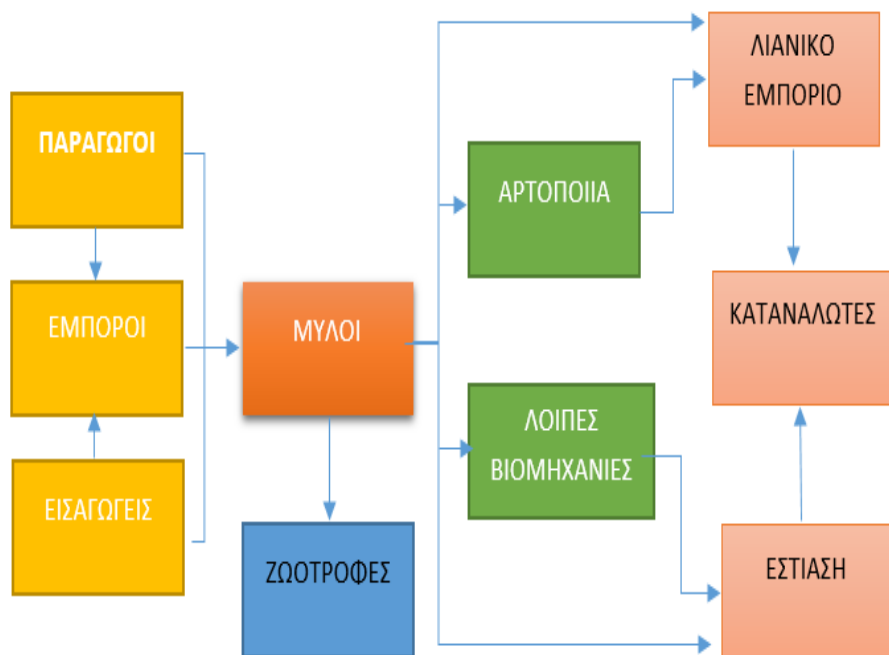 ΠΑΡΑΓΩΓΟΙ
ΕΜΠΟΡΟΙ
ΕΙΣΑΓΩΓΕΙΣ
ΜΥΛΟΙ
ΖΩΟΤΡΟΦΕΣ
ΑΡΤΟΠΟΙΙΑ
ΛΟΙΠΕΣ
ΒΙΟΜΗΧΑΝΙΕΣ
ΛΙΑΝΙΚΟ
ΕΜΠΟΡΙΟ
ΚΑΤΑΝΑΛΩΤΕΣ
ΕΣΤΙΑΣΗ